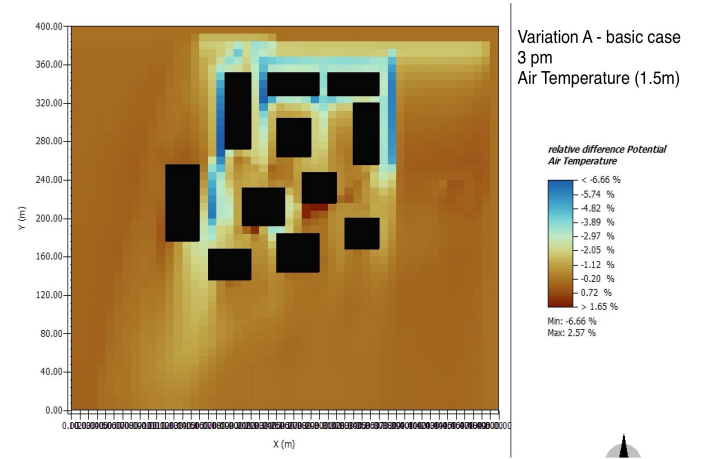 Variation A - basic case
3 pm
Air Temperature (1.5m)
relative difference Potential
Air Temperature
< -6.66 %
-5.74 %
-4.82 %
-3.89 %
-2.97 %
-2.05 %
-1.12 %
-0.20 %
0.72 %
> 1.65 %
Min: -6.66 %
Max: 2.57 %
400.00
360.00
320.00
280.00
240.00
200.00
160.00
120.00
80.00
40.00
0.00
Y (m)
X (m)